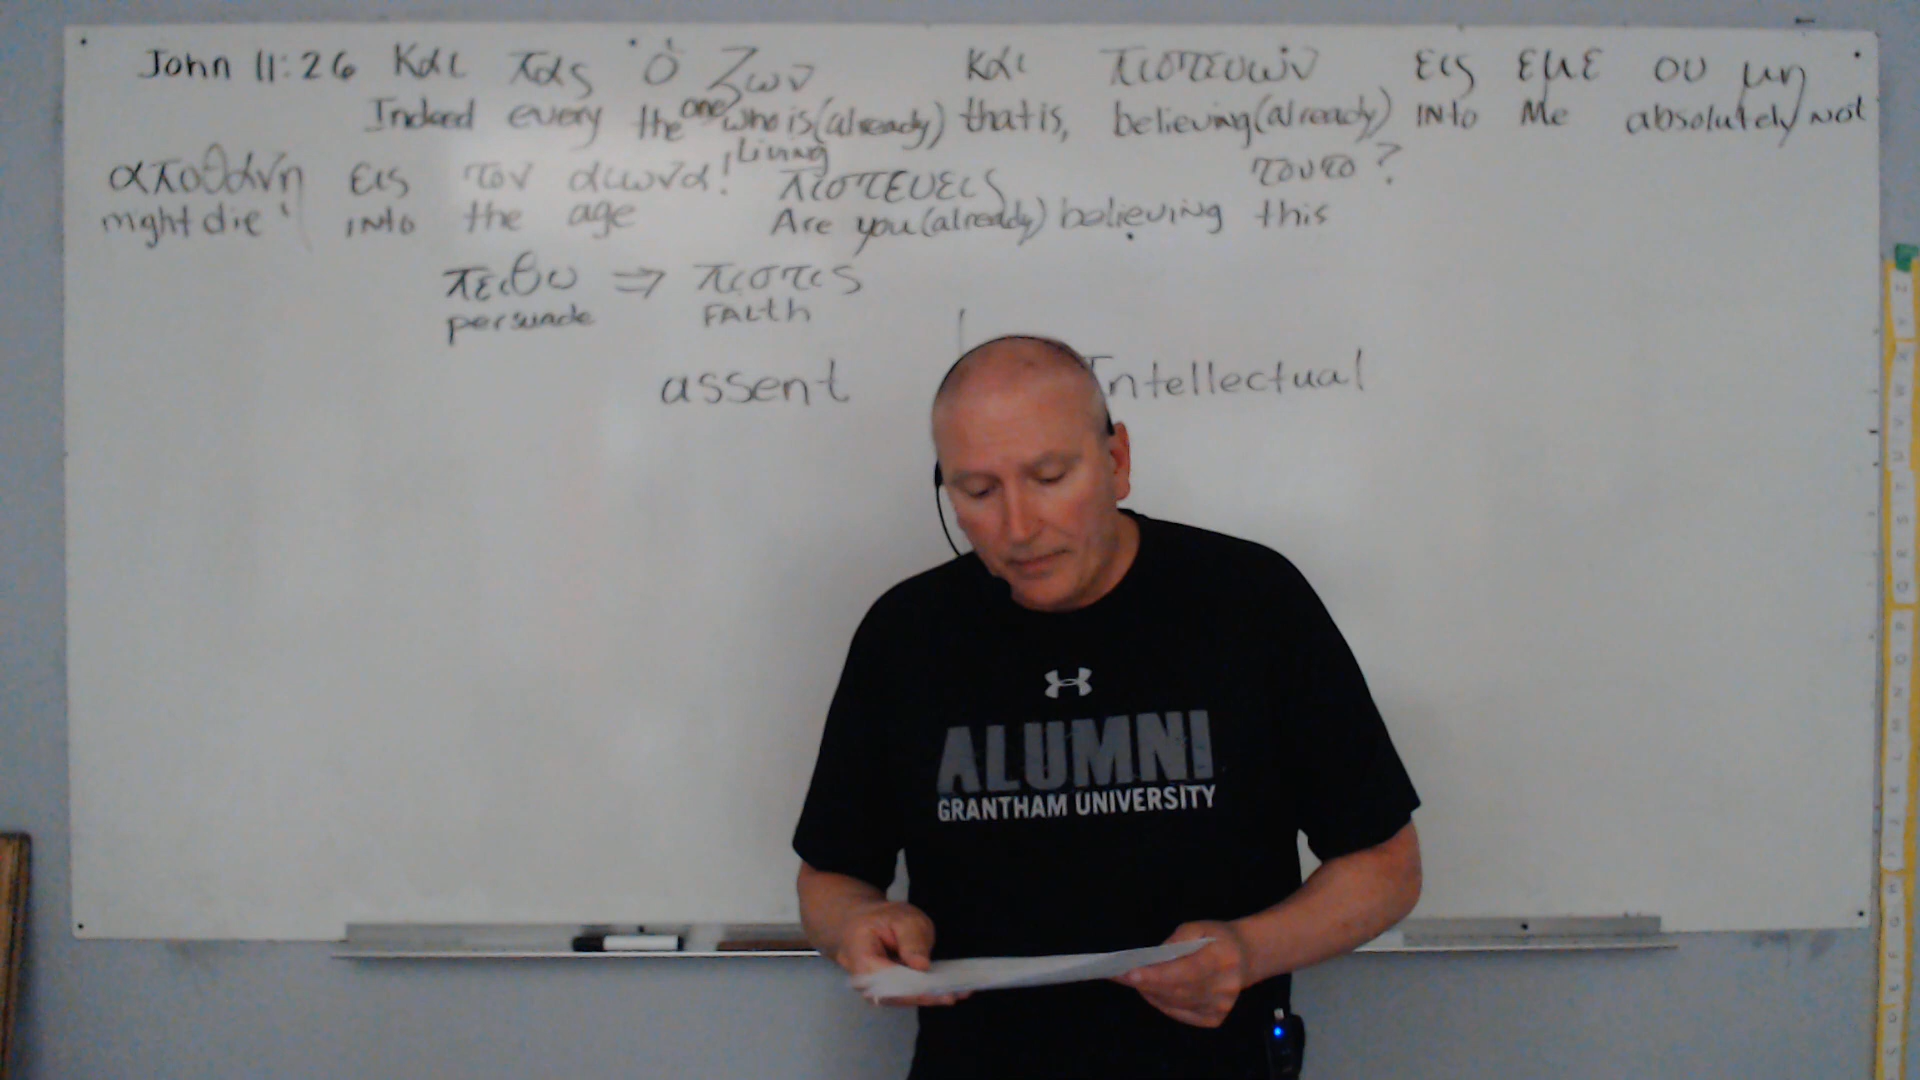 John 11:26 Και πας ὁ Ζων και πιστευων εις εμε ου μη
Indeed every the one who is (already) that is, believing (already) INto Me absolutely not
Living
αποθανη εις τον αιωνα! πιστευεις τουτο?
might die INto the age Are you (already) believing this
πειθω ⇒ πιστις
persuade FAith
assent Intellectual
ALUMNI
GRANTHAM UNIVERSITY